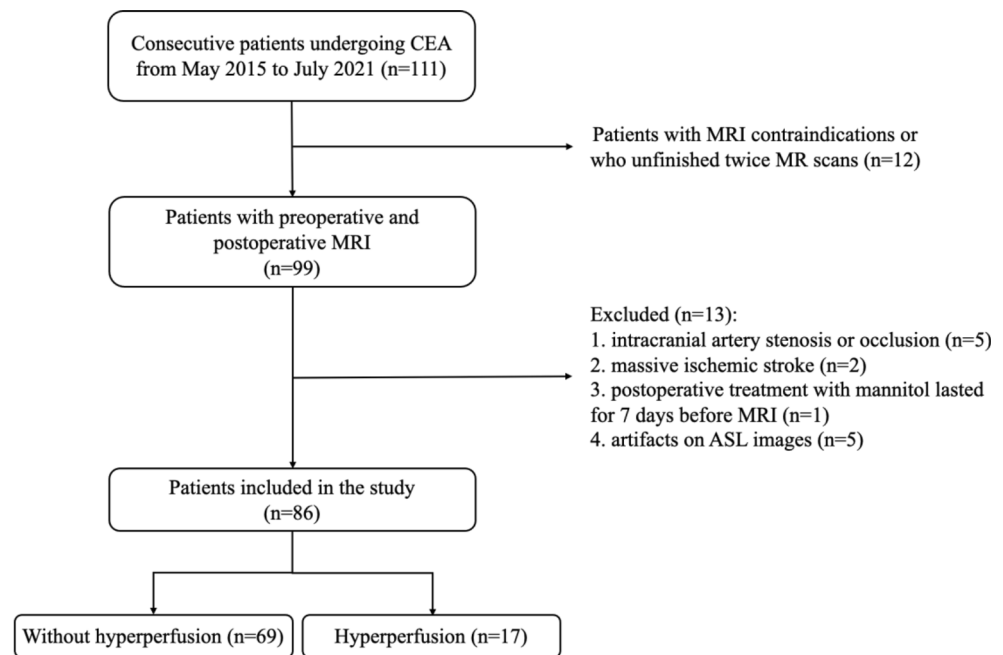 Consecutive patients undergoing CEA
from May 2015 to July 2021 (n=111)
Patients with MRI contraindications or
who unfinished twice MR scans (n=12)
Patients with preoperative and
postoperative MRI
(n=99)
Excluded (n=13):
1. intracranial artery stenosis or occlusion (n=5)
2. massive ischemic stroke (n=2)
3. postoperative treatment with mannitol lasted
for 7 days before MRI (n=1)
4. artifacts on ASL images (n=5)
Patients included in the study
(n=86)
Without hyperperfusion (n=69)
Hyperperfusion (n=17)